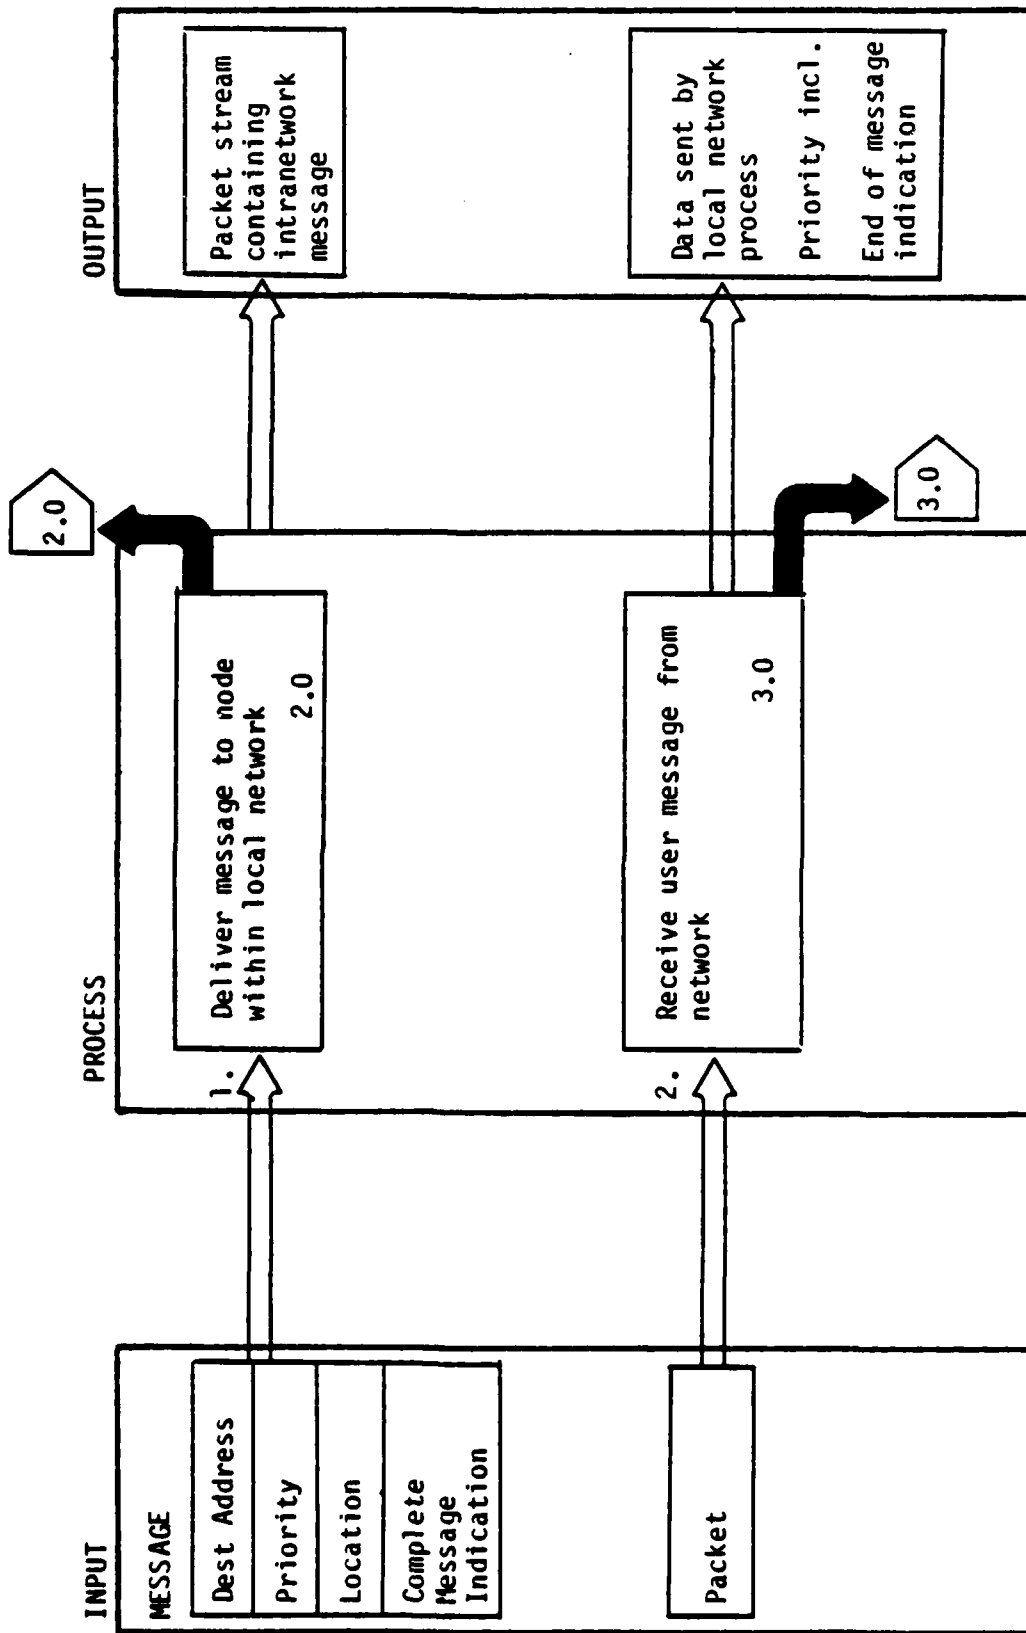 INPUT
MESSAGE
Dest Address
Priority
Location
Complete
Message
Indication
Packet
PROCESS
1.
Deliver message to node
within local network
2.0
2.0
2.
Receive user message from
network
3.0
3.0
OUTPUT
Packet stream
containing
intranetwork
message
Data sent by
local network
process
Priority incl.
End of message
indication